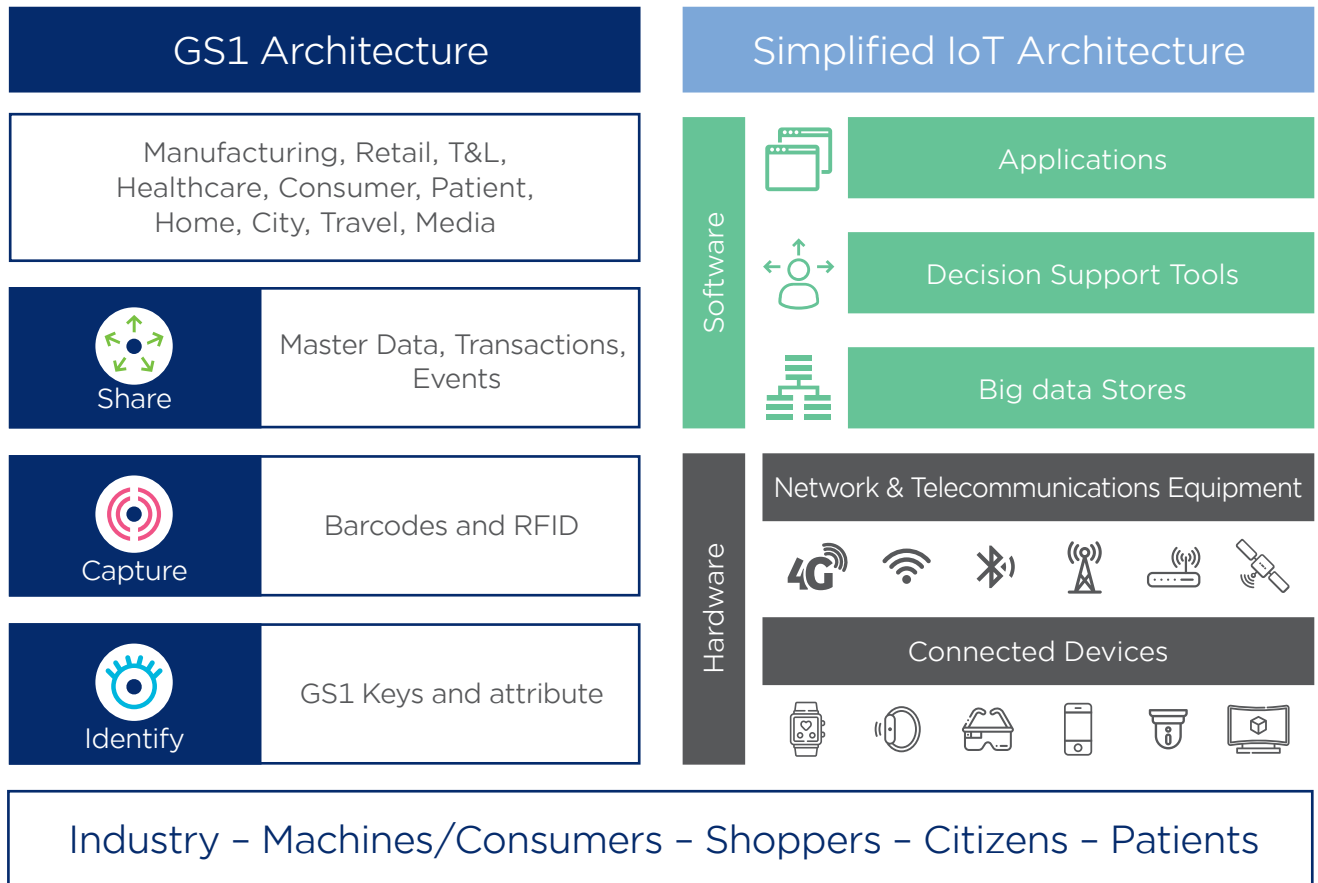 GS1 Architecture
Manufacturing, Retail, T&L,
Healthcare, Consumer, Patient,
Home, City, Travel, Media
Share
Master Data, Transactions,
Events
Capture
Barcodes and RFID
Identify
GS1 Keys and attribute
Simplified IoT Architecture
Software
Applications
Decision Support Tools
Big data Stores
Hardware
Network & Telecommunications Equipment
4G
Connected Devices
Industry – Machines/Consumers – Shoppers – Citizens – Patients